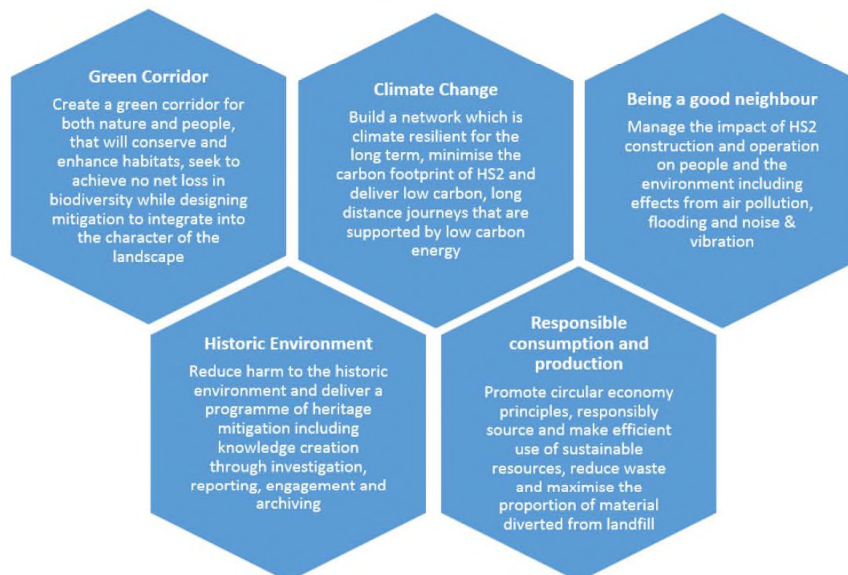 Green Corridor
Create a green corridor for
both nature and people,
that will conserve and
enhance habitats, seek to
achieve no net loss in
biodiversity while designing
mitigation to integrate into
the character of the
landscape
Climate Change
Build a network which is
climate resilient for the
long term, minimise the
carbon footprint of HS2 and
deliver low carbon, long
distance journeys that are
supported by low carbon
energy
Being a good neighbour
Manage the impact of HS2
construction and operation
on people and the
environment including
effects from air pollution,
flooding and noise &
vibration
Historic Environment
Reduce harm to the historic
environment and deliver a
programme of heritage
mitigation including
knowledge creation
through investigation,
reporting, engagement and
archiving
Responsible
consumption and
production
Promote circular economy
principles, responsibly
source and make efficient
use of sustainable
resources, reduce waste
and maximise the
proportion of material
diverted from landfill